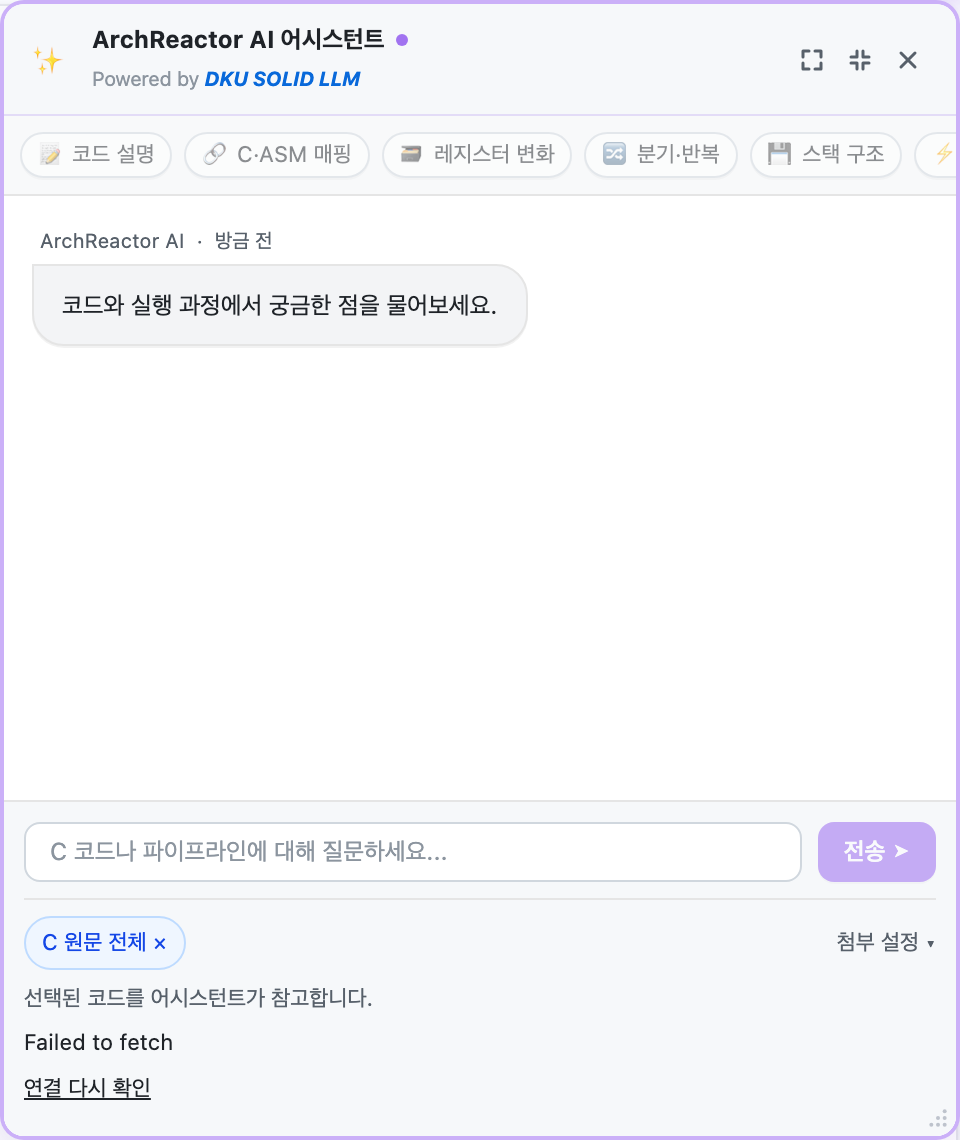 ArchReactor AI 어시스턴트
Powered by DKU SOLID LLM
코드 설명
C·ASM 매핑
레지스터 변화
분기·반복
스택 구조
ArchReactor AI · 방금 전
코드와 실행 과정에서 궁금한 점을 물어보세요.
C 코드나 파이프라인에 대해 질문하세요...
전송 ➤
C 원문 전체 ×
첨부 설정 ▾
선택된 코드를 어시스턴트가 참고합니다.
Failed to fetch
연결 다시 확인